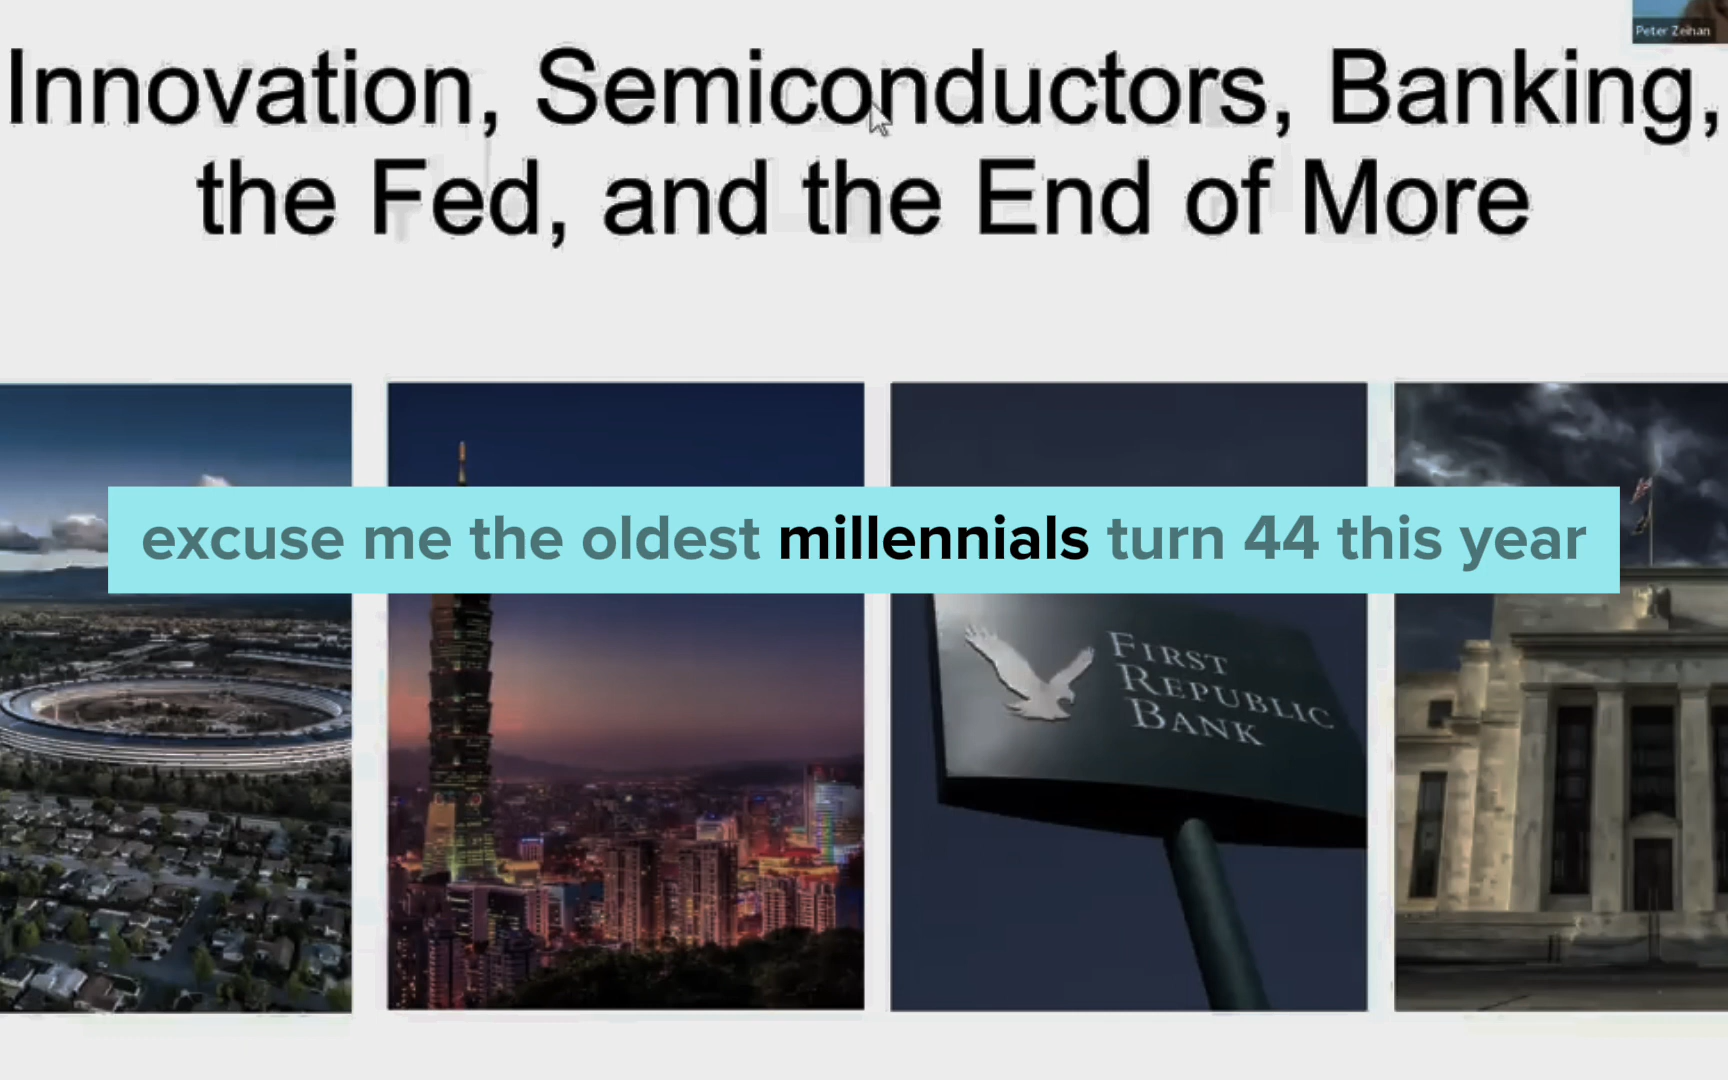 Peter Zeihan
Innovation, Semiconductors, Banking,
the Fed, and the End of More
excuse me the oldest millennials turn 44 this year
FIRST
REPUBLIC
BANK